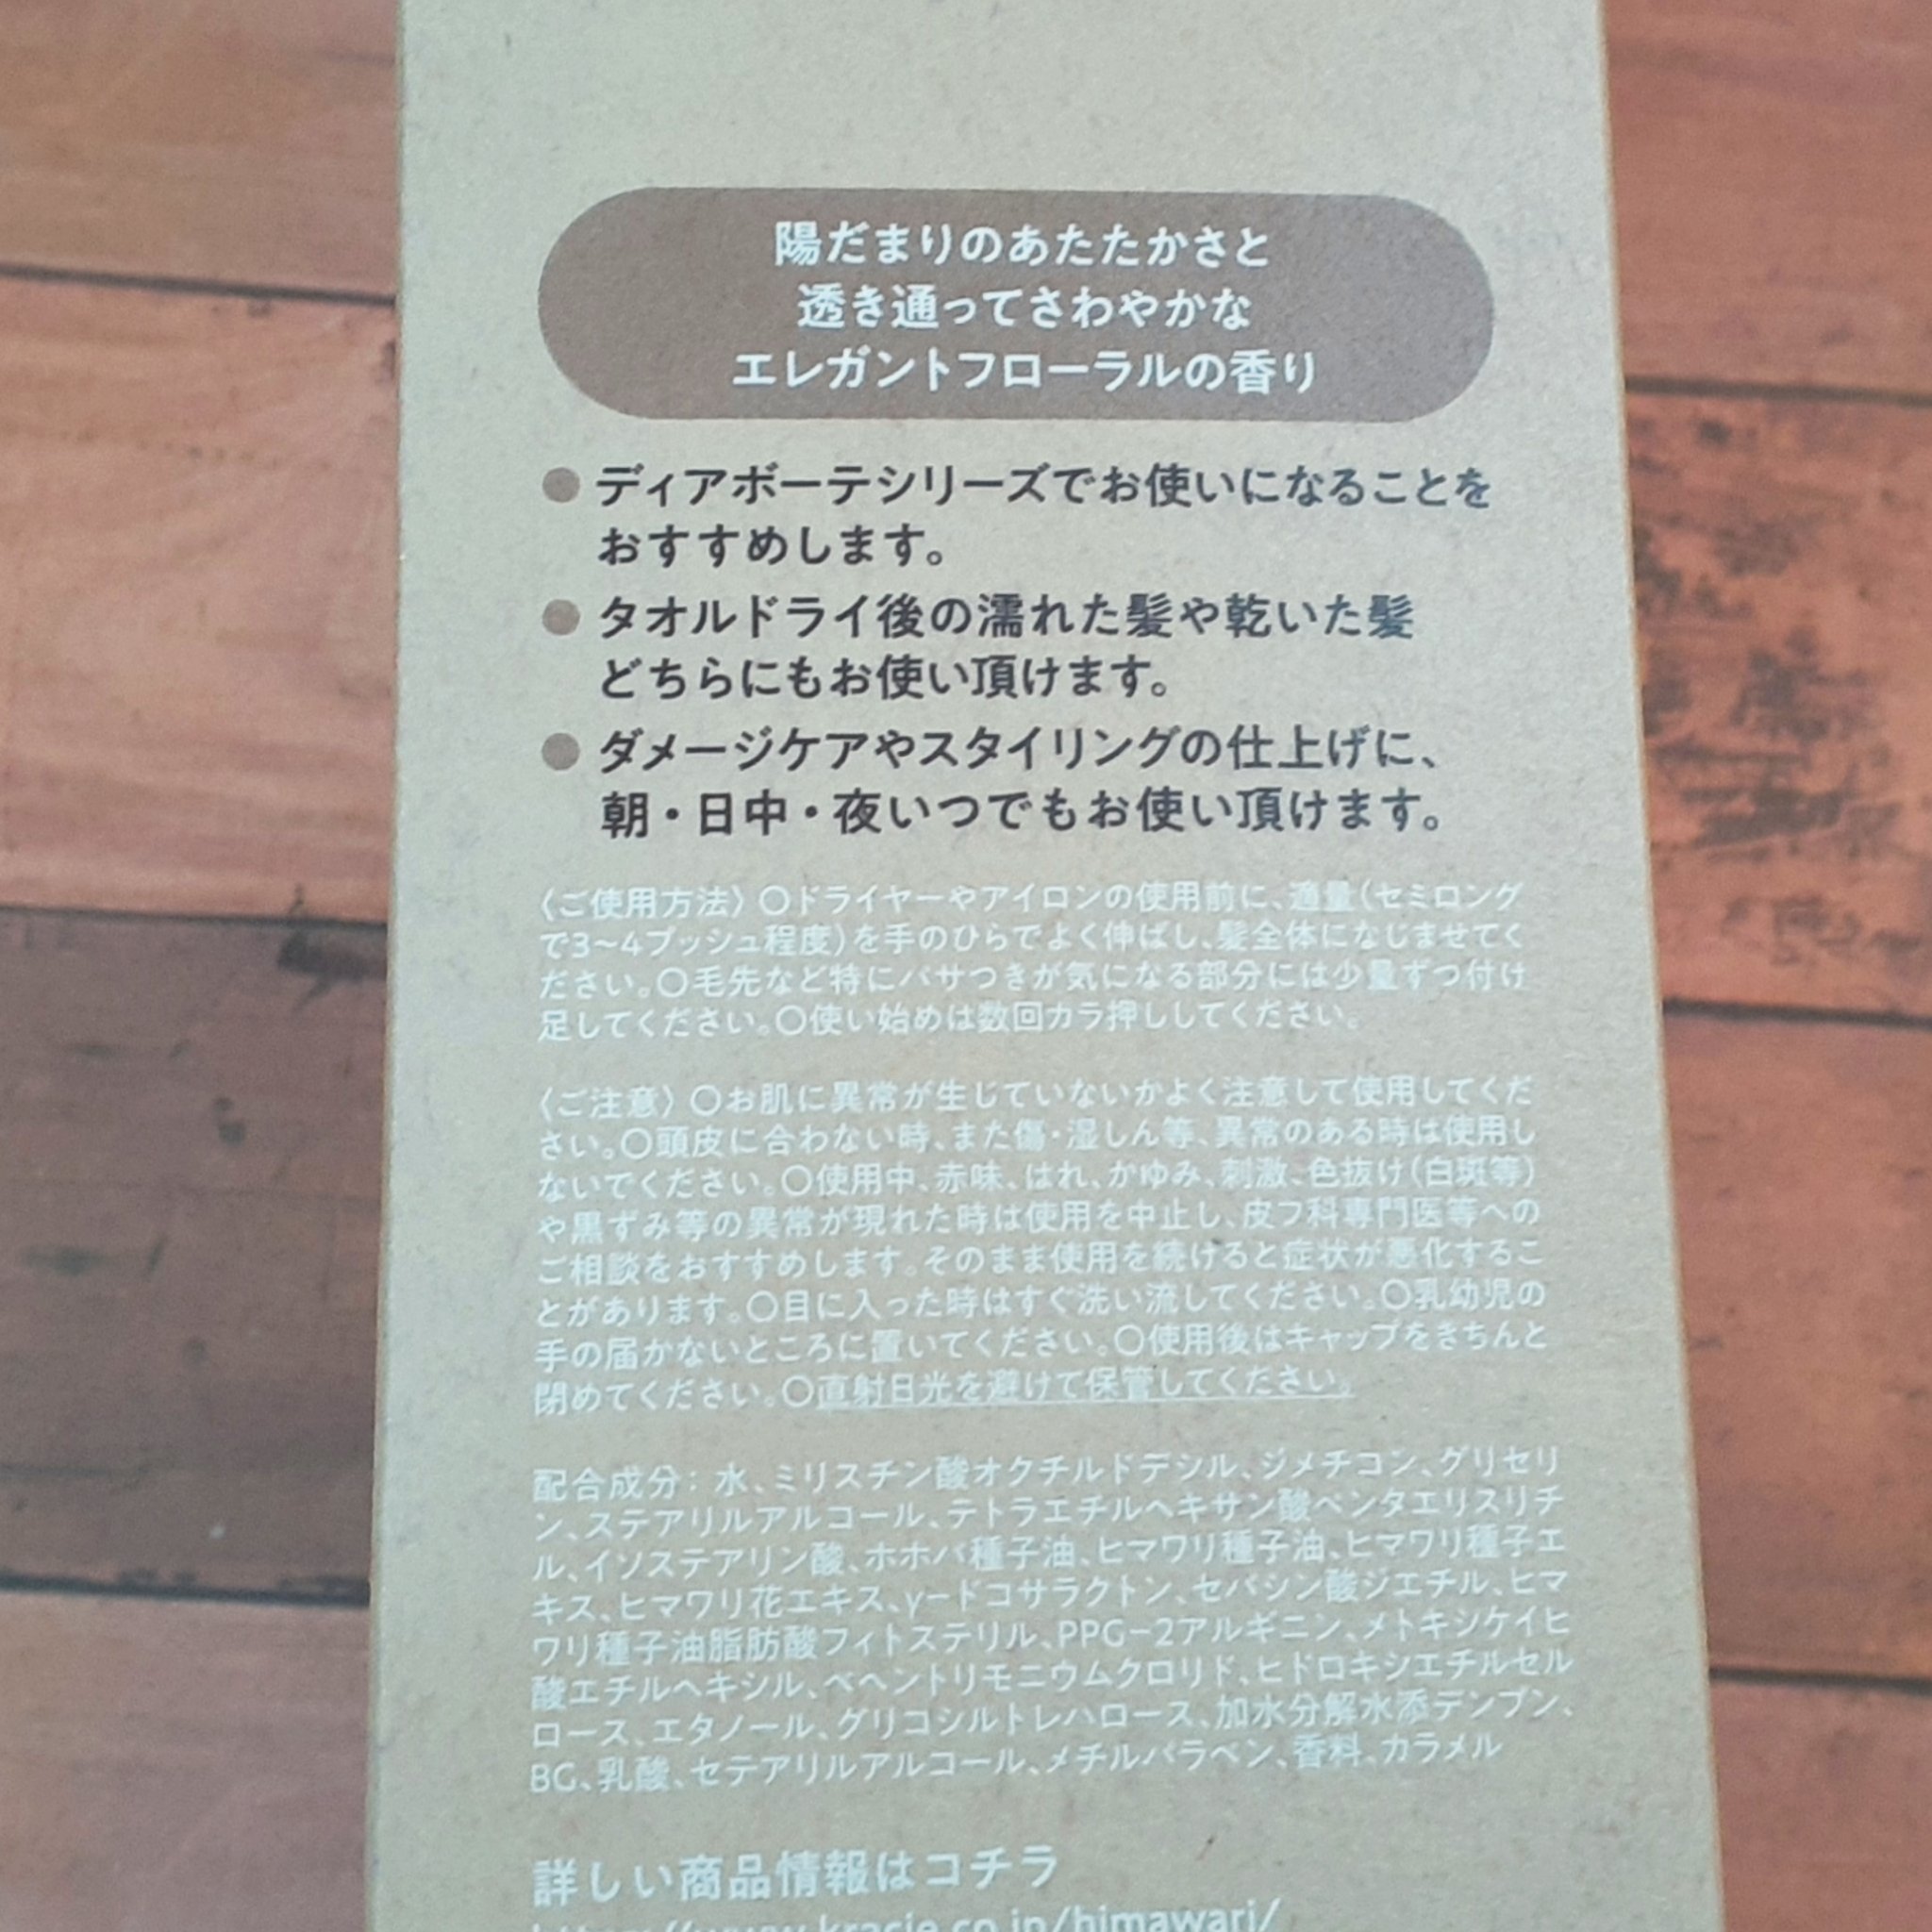 陽だまりのあたたかさと
透き通ってさわやかな
エレガントフローラルの香り
●ディアボーテシリーズでお使いになることを
おすすめします。
●タオルドライ後の濡れた髪や乾いた髪
どちらにもお使い頂けます。
●ダメージケアやスタイリングの仕上げに、
朝・日中・夜いつでもお使い頂けます。
〈ご使用方法〉○ドライヤーやアイロンの使用前に、適量(セミロング
で3〜4プッシュ程度)を手のひらでよく伸ばし、髪全体になじませてく
ださい。○毛先など特にパサつきが気になる部分には少量ずつ付け
足してください。○使い始めは数回カラ押ししてください。
〈ご注意〉○お肌に異常が生じていないかよく注意して使用してくだ
さい。○頭皮に合わない時、また傷・湿しん等、異常のある時は使用し
ないでください。○使用中、赤味、はれ、かゆみ、刺激、色抜け(白斑等)
や黒ずみ等の異常が現れた時は使用を中止し、皮フ科専門医等への
ご相談をおすすめします。そのまま使用を続けると症状が悪化するこ
とがあります。○目に入った時はすぐ洗い流してください。○乳幼児の
手の届かないところに置いてください。○使用後はキャップをきちんと
閉めてください。○直射日光を避けて保管してください。
配合成分：水、ミリスチン酸オクチルドデシル、ジメチコン、グリセリ
ン、ステアリルアルコール、テトラエチルヘキサン酸ペンタエリスリチ
ル、イソステアリン酸、ホホバ種子油、ヒマワリ種子油、ヒマワリ種子エ
キス、ヒマワリ花エキス、γードコサラクトン、セバシン酸ジエチル、ヒマ
ワリ種子油脂肪酸フィトステリル、PPG−2アルギニン、メトキシケイヒ
酸エチルヘキシル、ベヘントリモニウムクロリド、ヒドロキシエチルセル
ロース、エタノール、グリコシルトレハロース、加水分解水添デンプン、
BG、乳酸、セテアリルアルコール、メチルパラベン、香料、カラメル
詳しい商品情報はコチラ
https://www.kracie.co.jp/himawari/